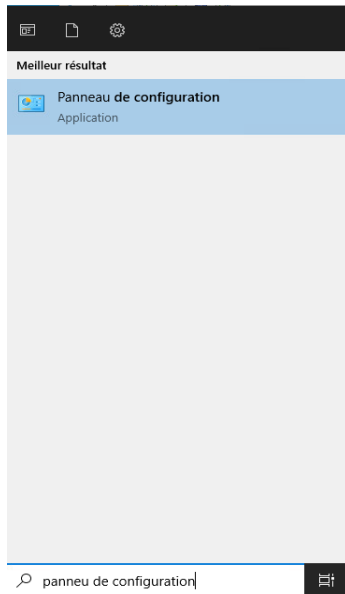 Meilleur résultat
Panneau de configuration
Application
panneu de configuration